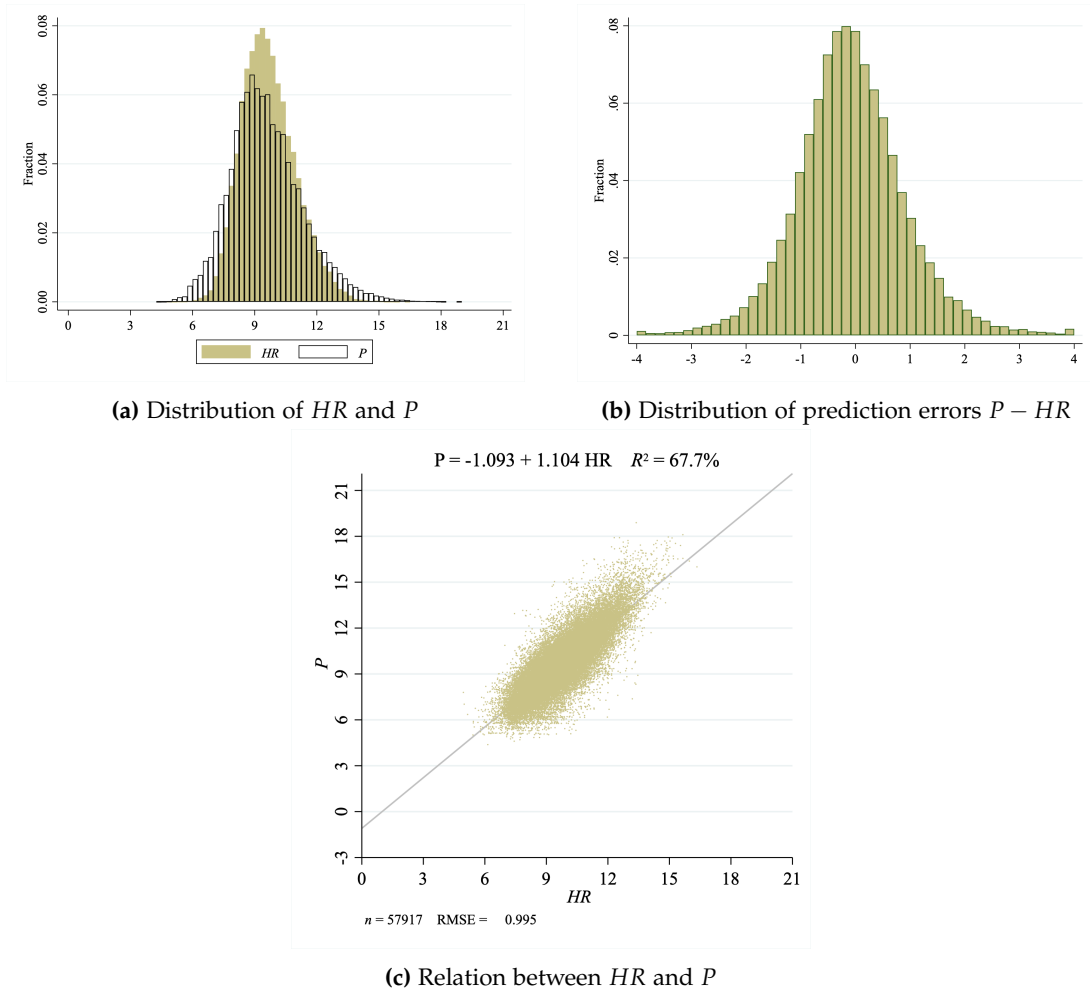 0.08
0.06
0.04
0.02
0.00
Fraction
0 3 6 9 12 15 18 21
HR P
(a) Distribution of HR and P
.08
.06
.04
.02
0
Fraction
-4 -3 -2 -1 0 1 2 3 4
(b) Distribution of prediction errors P − HR
P = -1.093 + 1.104 HR R² = 67.7%
21
18
15
12
9
6
3
0
-3
P
0 3 6 9 12 15 18 21
HR
n = 57917 RMSE = 0.995
(c) Relation between HR and P